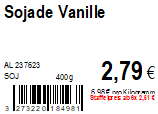 Sojade Vanille
AL 237623
SOJ 400g
2,79 €
6.98€ pro Kilogramm
Staffelpreis ab 6x 2,61 €
3 273220 184981